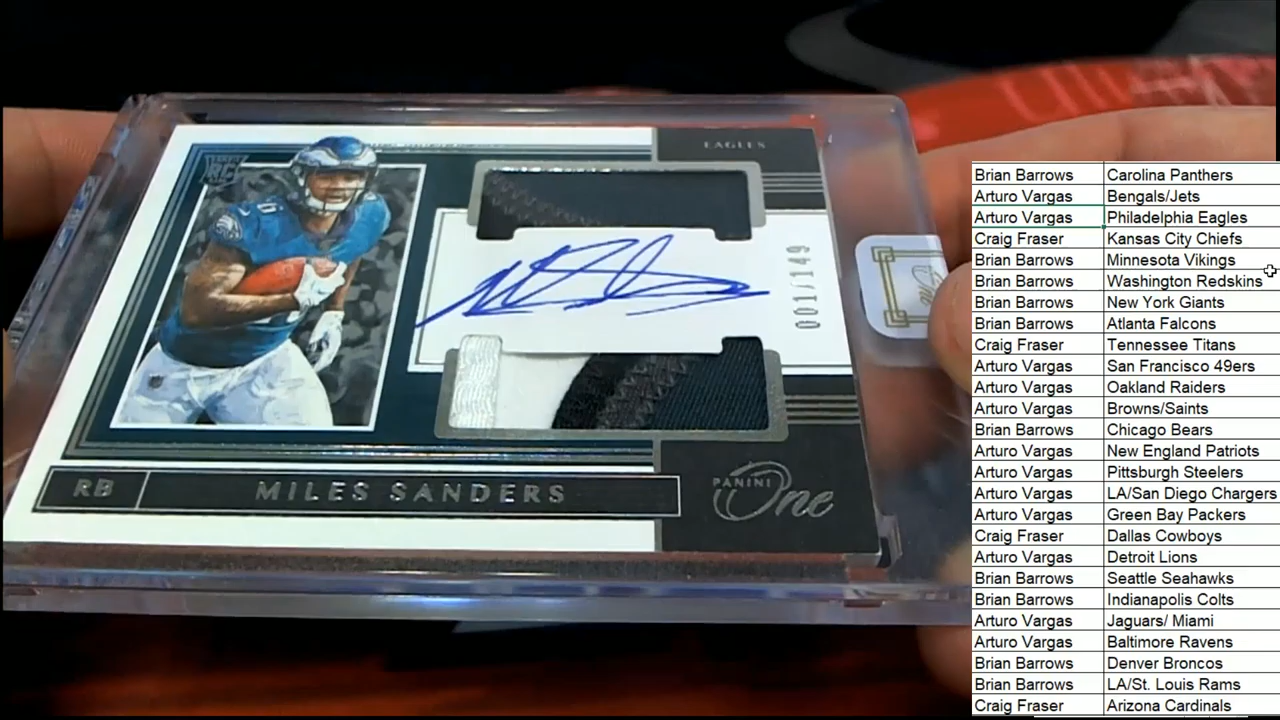 EAGLES
RC
001/149
RB
MILES SANDERS
PANINI
One
One
Brian Barrows Carolina Panthers
Arturo Vargas Bengals/Jets
Arturo Vargas Philadelphia Eagles
Craig Fraser Kansas City Chiefs
Brian Barrows Minnesota Vikings
Brian Barrows Washington Redskins
Brian Barrows New York Giants
Brian Barrows Atlanta Falcons
Craig Fraser Tennessee Titans
Arturo Vargas San Francisco 49ers
Arturo Vargas Oakland Raiders
Arturo Vargas Browns/Saints
Brian Barrows Chicago Bears
Arturo Vargas New England Patriots
Arturo Vargas Pittsburgh Steelers
Arturo Vargas LA/San Diego Chargers
Arturo Vargas Green Bay Packers
Craig Fraser Dallas Cowboys
Arturo Vargas Detroit Lions
Brian Barrows Seattle Seahawks
Brian Barrows Indianapolis Colts
Arturo Vargas Jaguars/ Miami
Arturo Vargas Baltimore Ravens
Brian Barrows Denver Broncos
Brian Barrows LA/St. Louis Rams
Craig Fraser Arizona Cardinals